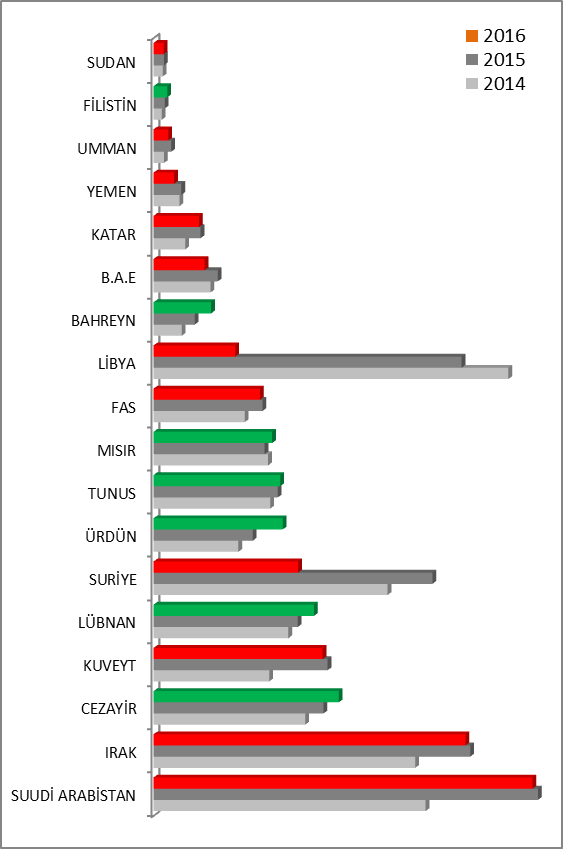 2016
2015
2014
SUDAN
FİLİSTİN
UMMAN
YEMEN
KATAR
B.A.E
BAHREYN
LİBYA
FAS
MISIR
TUNUS
ÜRDÜN
SURİYE
LÜBNAN
KUVEYT
CEZAYİR
IRAK
SUUDİ ARABİSTAN